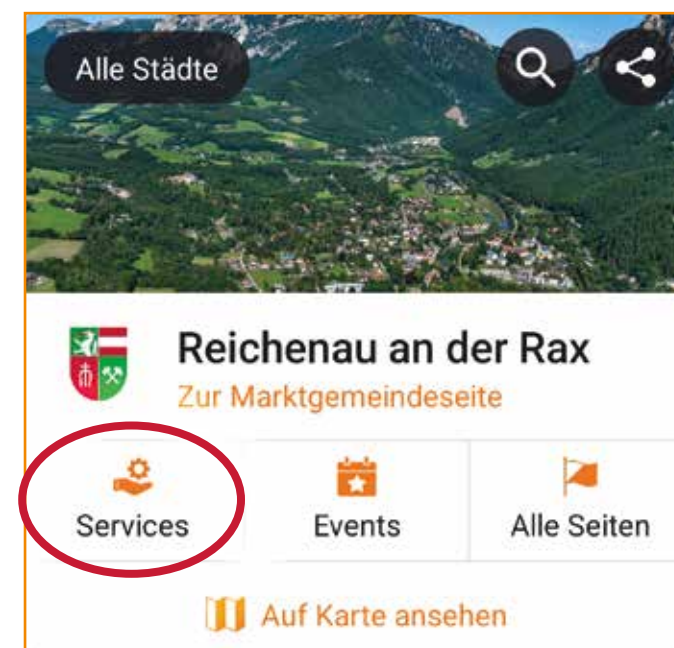 Alle Städte
Reichenau an der Rax
Zur Marktgemeindeseite
Services Events Alle Seiten
Auf Karte ansehen